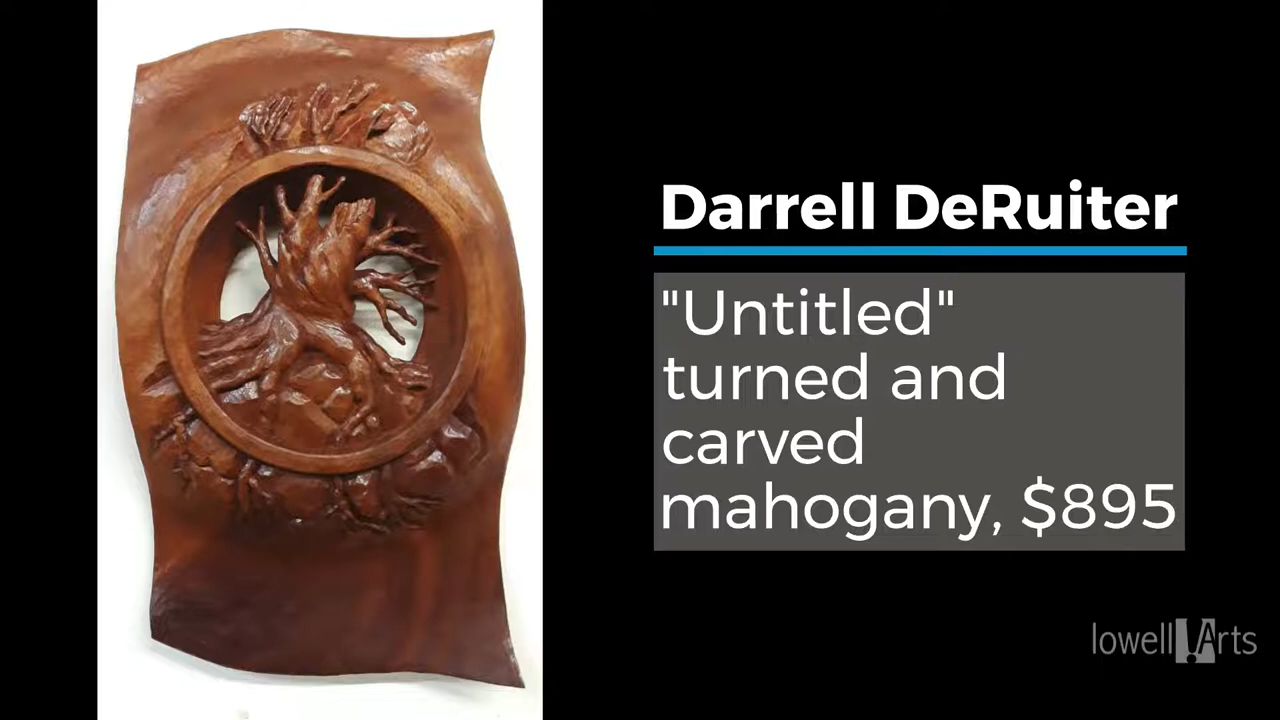 Darrell DeRuiter
"Untitled"
turned and
carved
mahogany, $895
lowell!Arts